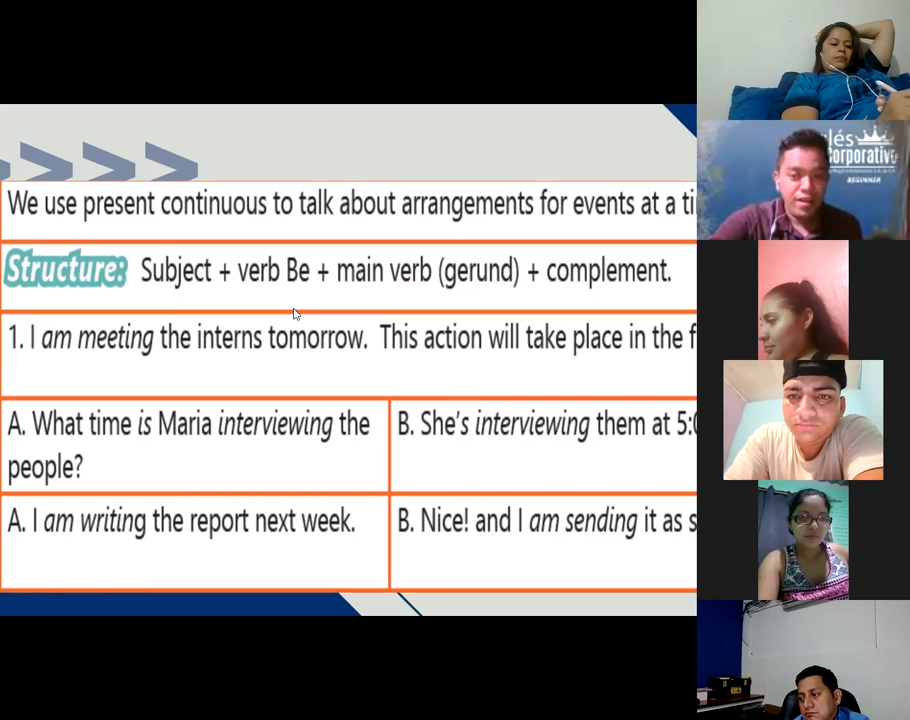 We use present continuous to talk about arrangements for events at a
Structure: Subject + verb Be + main verb (gerund) + complement.
1. I am meeting the interns tomorrow. This action will take place in the
A. What time is Maria interviewing the
people?
B. She's interviewing them at
A. I am writing the report next week.
B. Nice! and I am sending it as
lés
Corporativo
BEGINNER